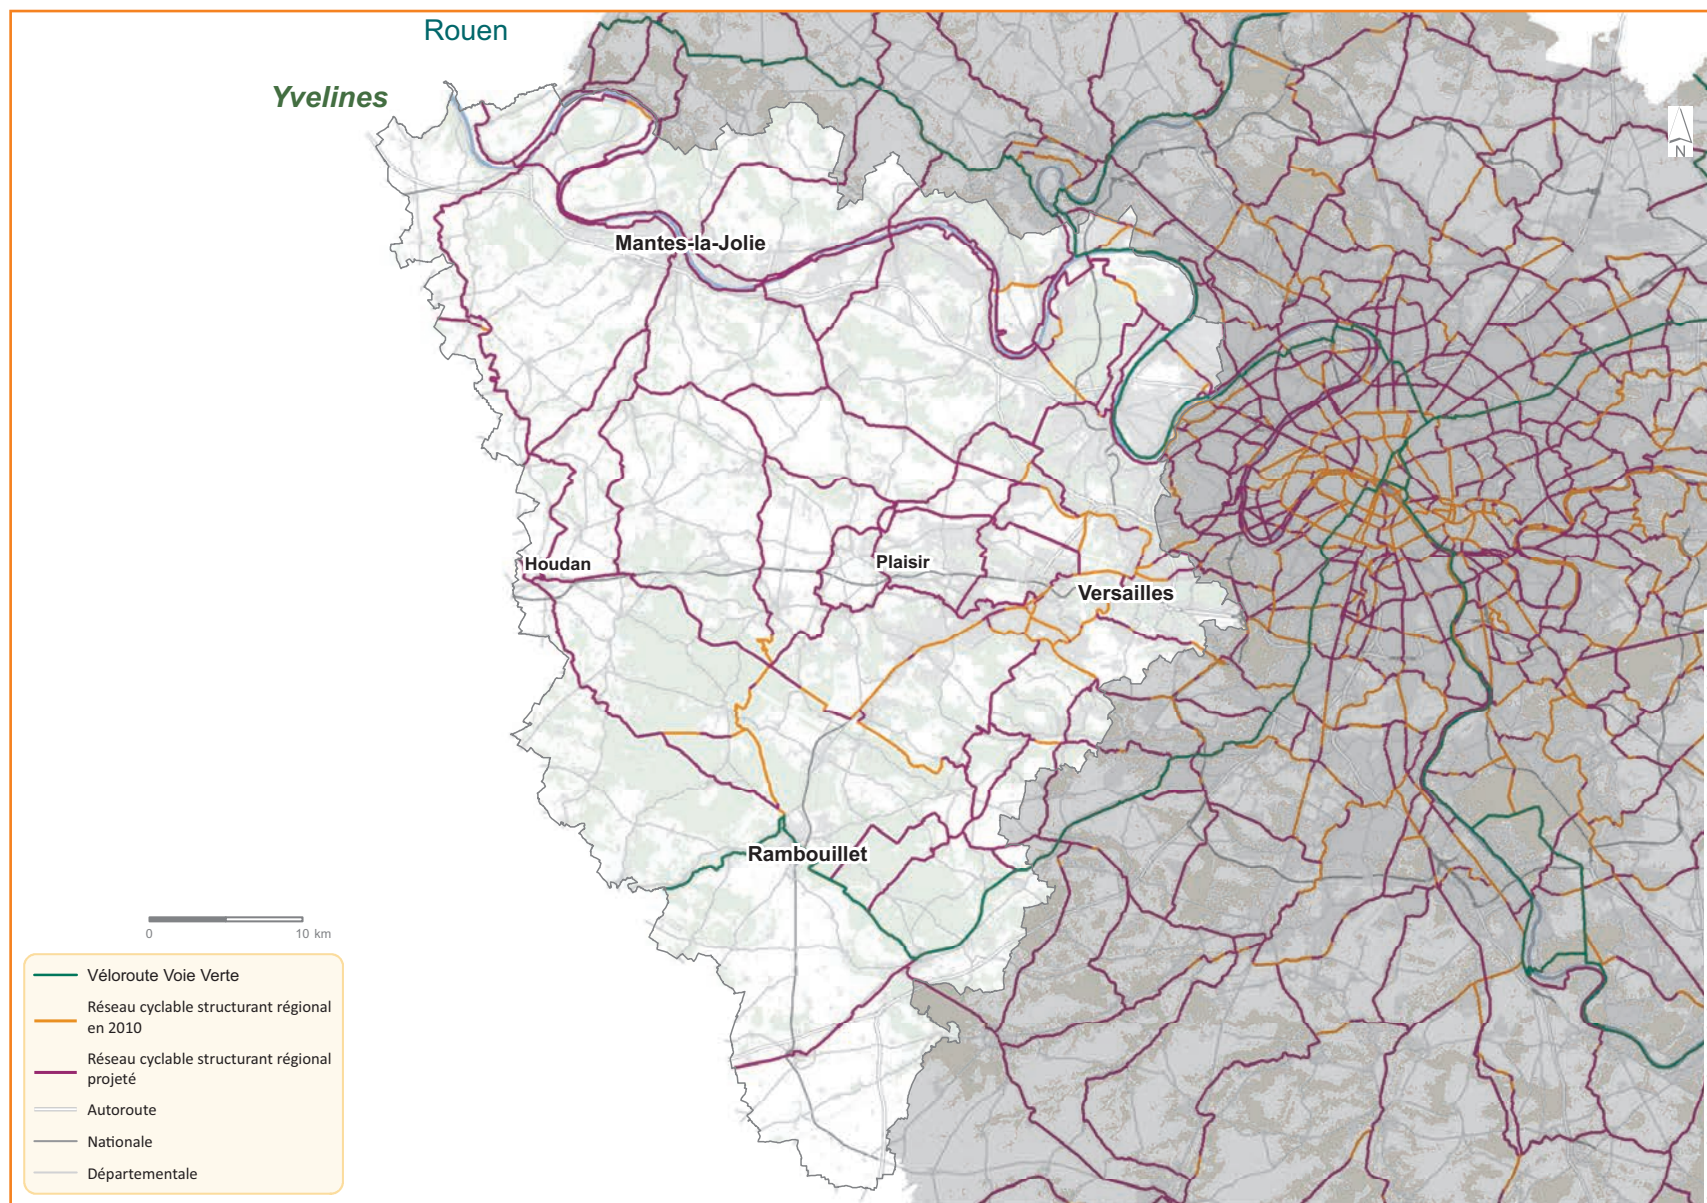 Rouen
Yvelines
N
Mantes-la-Jolie
Houdan
Plaisir
Versailles
Rambouillet
0 10 km
Véloroute Voie Verte
Réseau cyclable structurant régional
en 2010
Réseau cyclable structurant régional
projeté
Autoroute
Nationale
Départementale